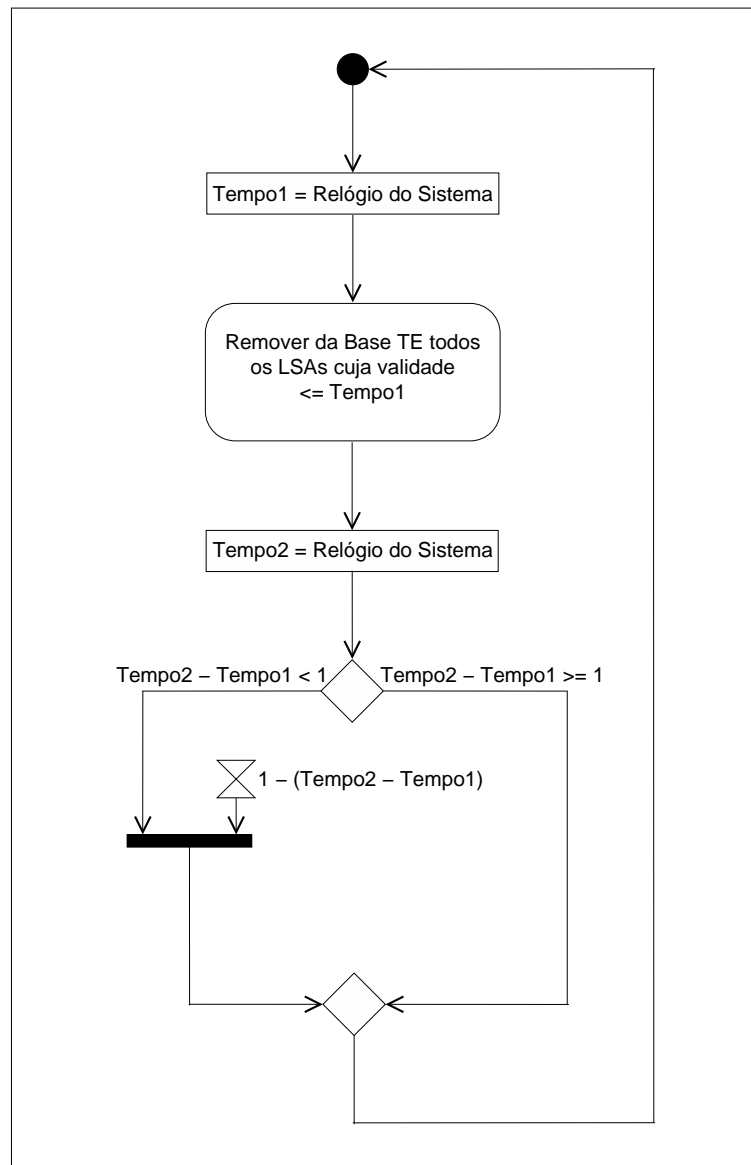 Tempo1 = Relógio do Sistema
Remover da Base TE todos
os LSAs cuja validade
<= Tempo1
Tempo2 = Relógio do Sistema
Tempo2 − Tempo1 < 1
Tempo2 − Tempo1 >= 1
1 − (Tempo2 − Tempo1)